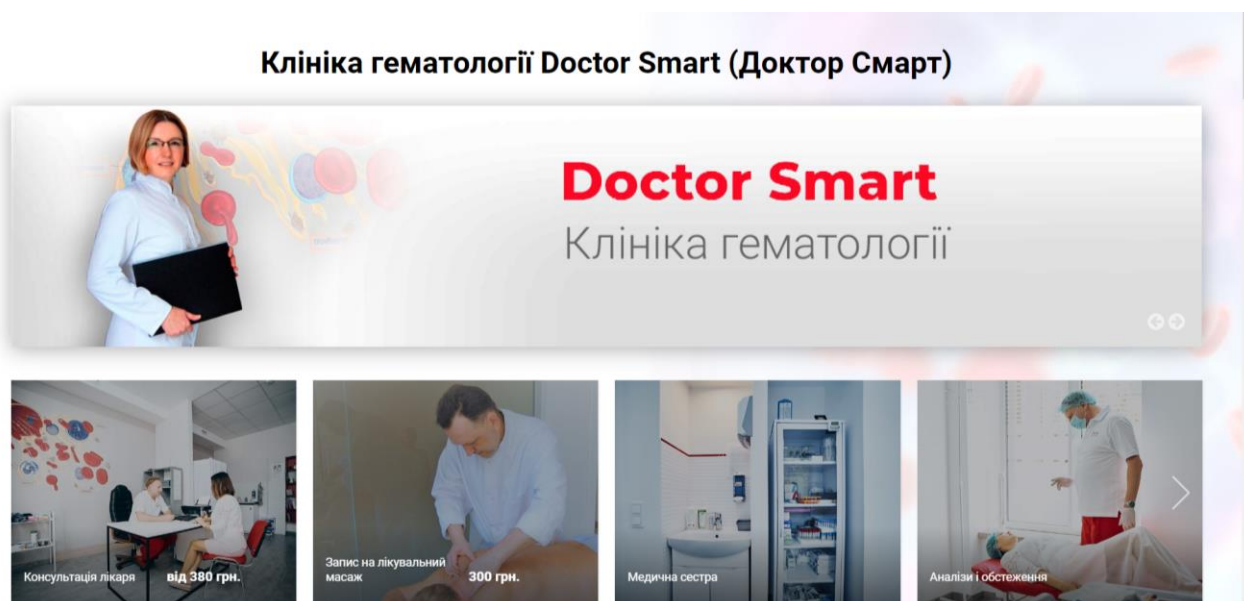 Клініка гематології Doctor Smart (Доктор Смарт)
Doctor Smart
Клініка гематології
Консультація лікаря від 380 грн.
Запис на лікувальний
масаж 300 грн.
Медична сестра
Аналізи і обстеження